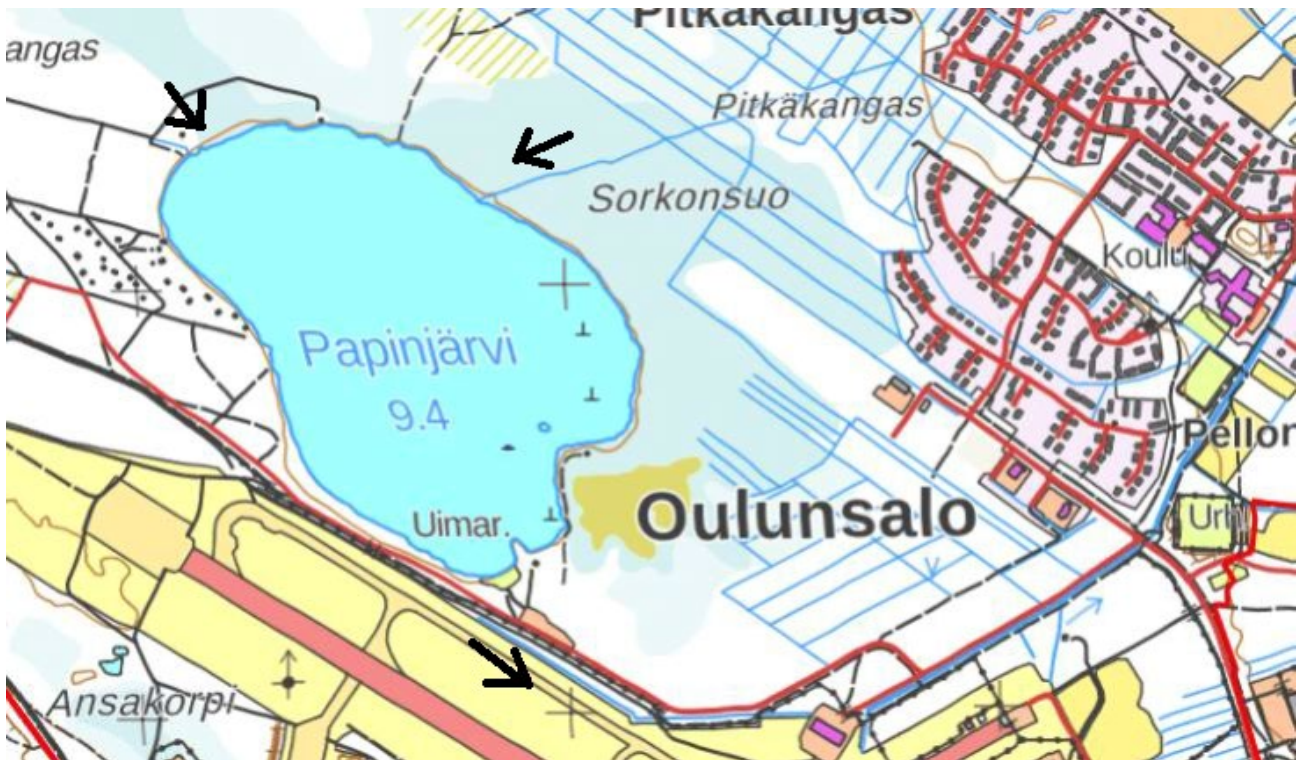 Pitkäkangas
angas
Pitkäkangas
Sorkonsuo
Koulu
Papinjärvi
9.4
Pellon
Oulunsalo
Uimar.
Urh
Ansakorpi